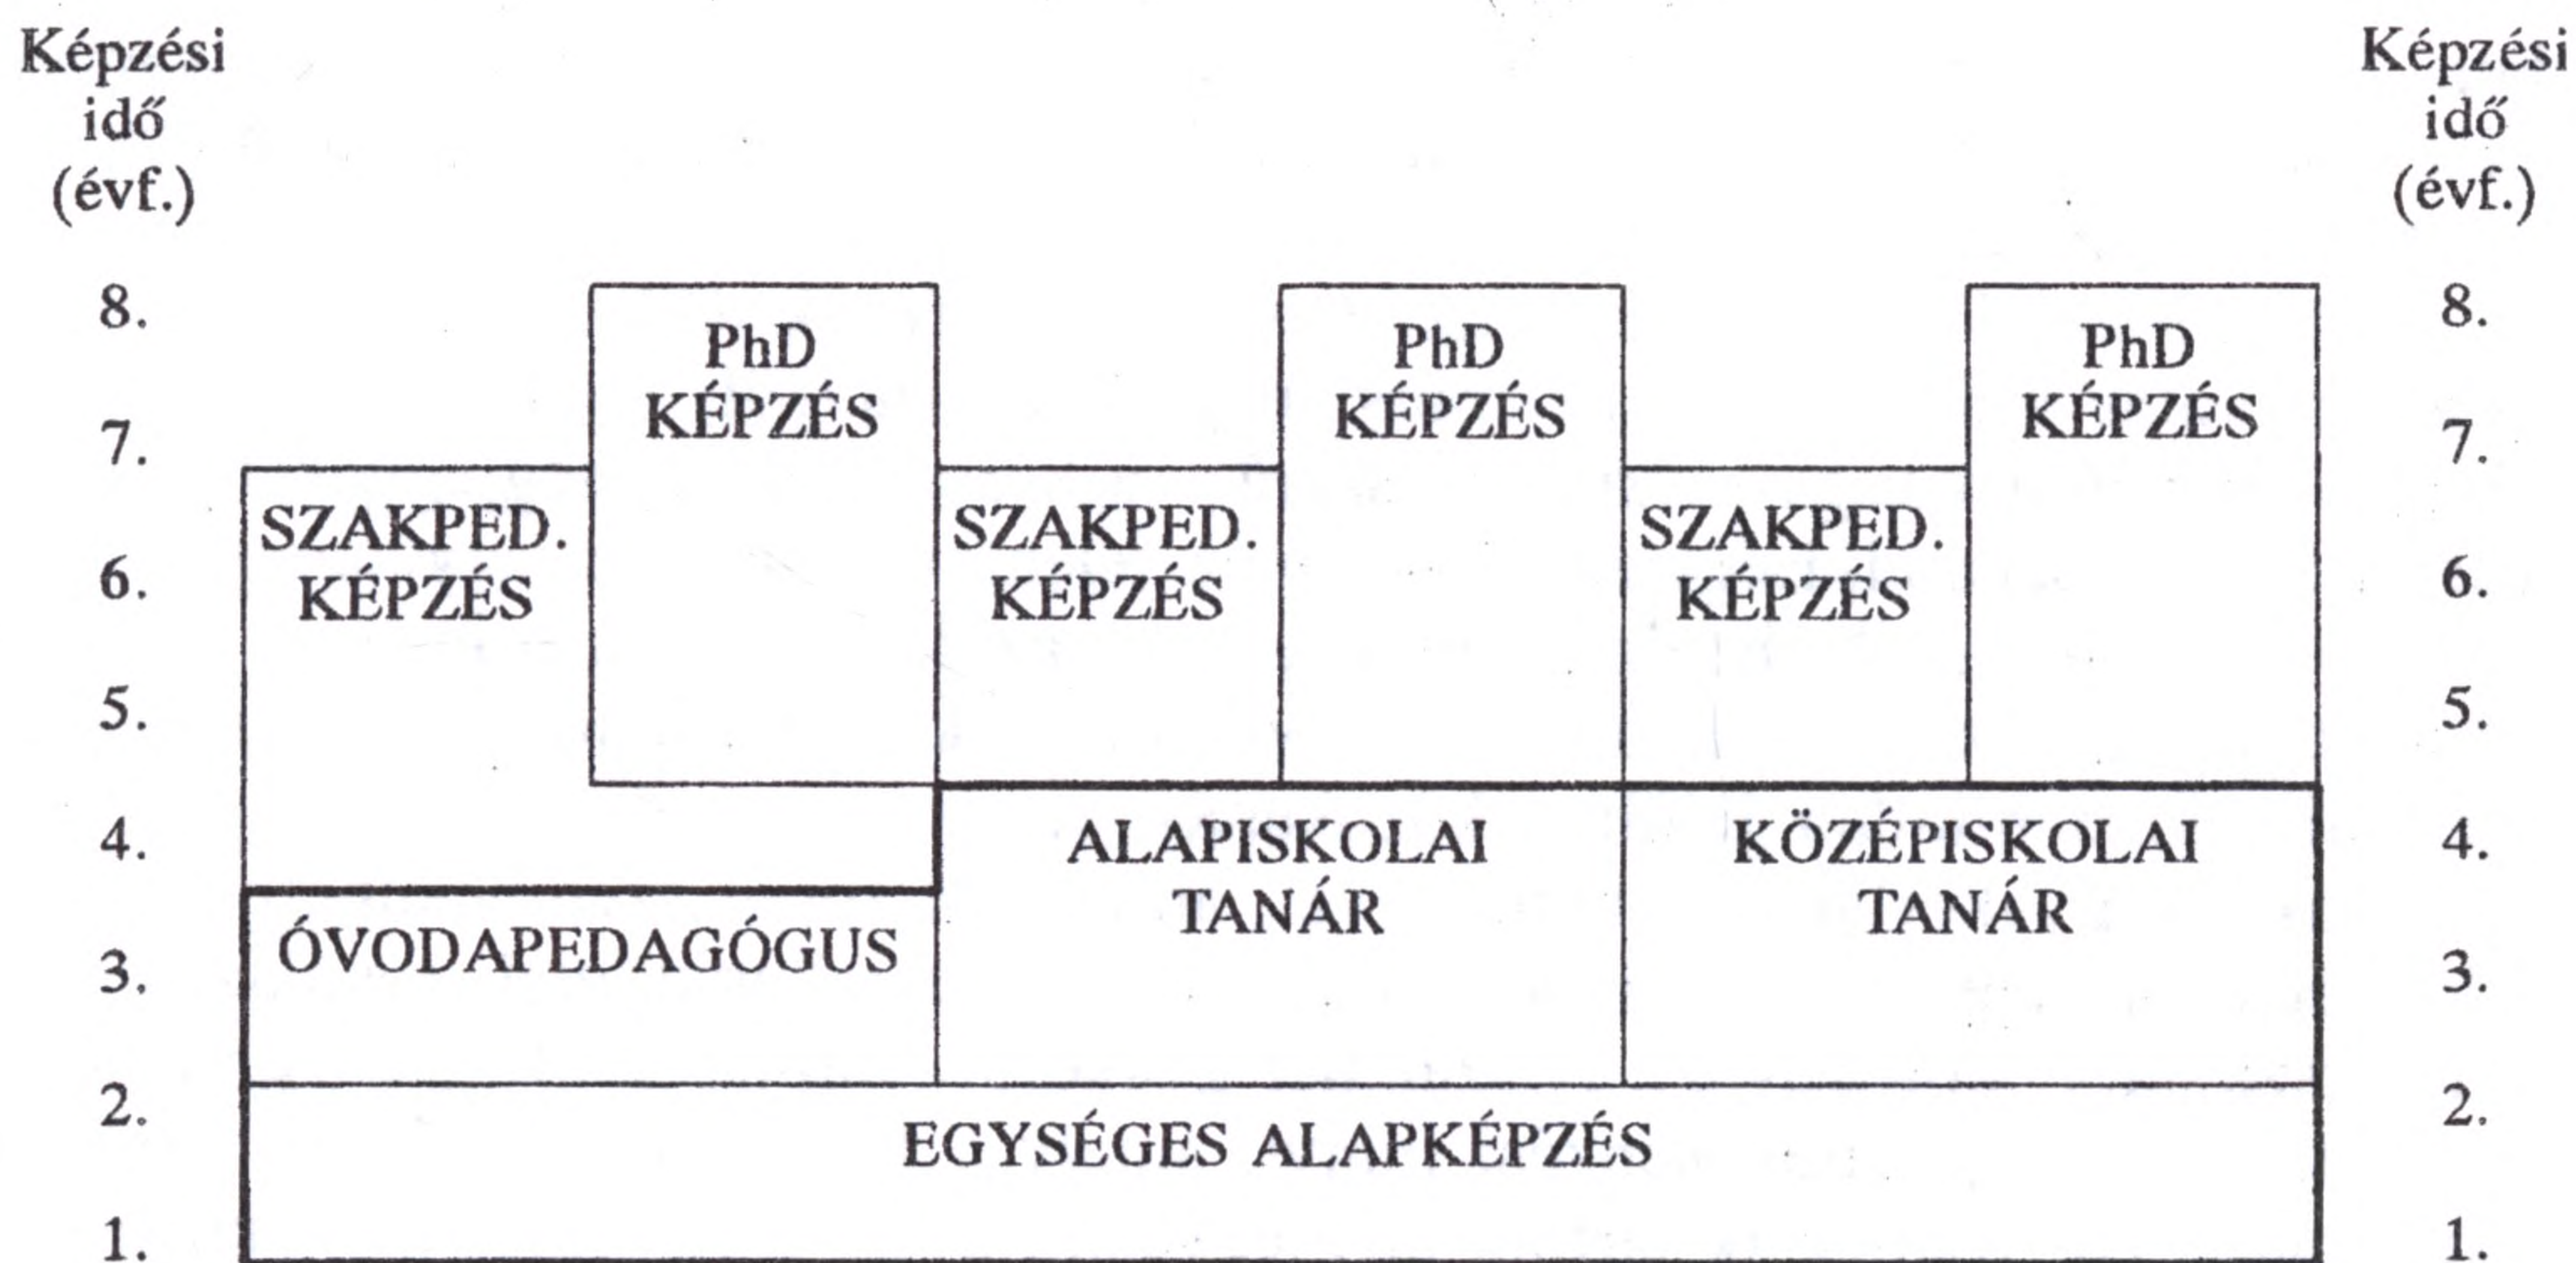 Képzési
idő
(évf.)
Képzési
idő
(évf.)
8.
PhD
KÉPZÉS
PhD
KÉPZÉS
PhD
KÉPZÉS
8.
7.
7.
SZAKPED.
KÉPZÉS
SZAKPED.
KÉPZÉS
SZAKPED.
KÉPZÉS
6.
6.
5.
5.
4.
ALAPISKOLAI
TANÁR
KÖZÉPISKOLAI
TANÁR
4.
3.
ÓVODAPEDAGÓGUS
3.
2.
EGYSÉGES ALAPKÉPZÉS
2.
1.
1.